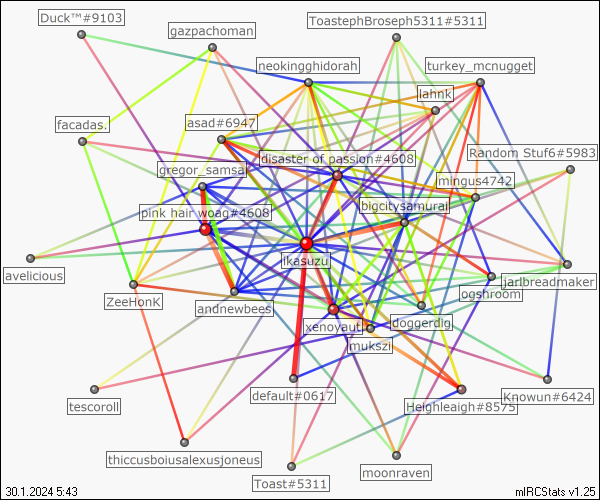 Duck™#9103
gazpachoman
ToastephBroseph5311#5311
neokingghidorah
turkey_mcnugget
lahnk
facadas.
asad#6947
disaster of passion#4608
Random Stuf6#5983
gregor_samsa
mingus4742
pink hair woag#4608
bigcitysamurai
ikasuzu
avelicious
jarlbreadmaker
ogshroom
ZeeHonK
andnewbees
doggerdig
xenoyaut
mukszi
default#0617
Knowun#6424
tescoroll
Heighleaigh#8575
thiccusboiusalexusjoneus
moonraven
Toast#5311
30.1.2024 5:43
mIRCStats v1.25